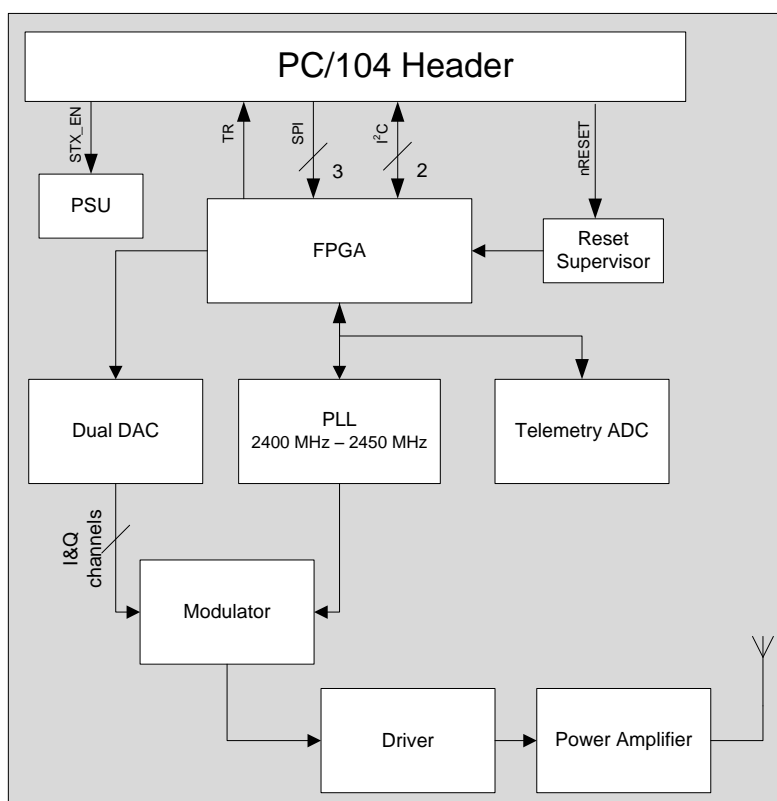 PC/104 Header
STX_EN
TR
SPI
3
I²C
2
nRESET
PSU
FPGA
Reset
Supervisor
Dual DAC
PLL
2400 MHz – 2450 MHz
Telemetry ADC
I&Q
channels
Modulator
Driver
Power Amplifier